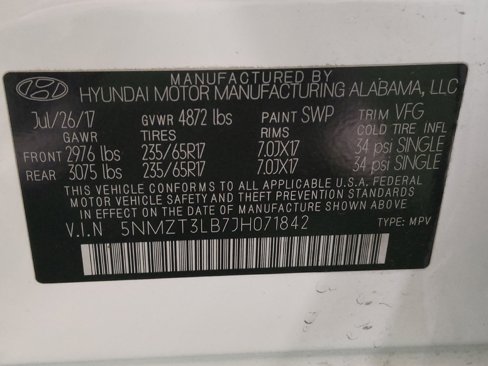 MANUFACTURED BY
HYUNDAI MOTOR MANUFACTURING ALABAMA, LLC
Jul/26/17 GVWR 4872 lbs PAINT SWP TRIM VFG
GAWR TIRES RIMS COLD TIRE INFL
FRONT 2976 lbs 235/65R17 7.0JX17 34 psi SINGLE
REAR 3075 lbs 235/65R17 7.0JX17 34 psi SINGLE
THIS VEHICLE CONFORMS TO ALL APPLICABLE U.S.A. FEDERAL
MOTOR VEHICLE SAFETY AND THEFT PREVENTION STANDARDS
IN EFFECT ON THE DATE OF MANUFACTURE SHOWN ABOVE
V.I.N 5NMZT3LB7JH071842 TYPE: MPV